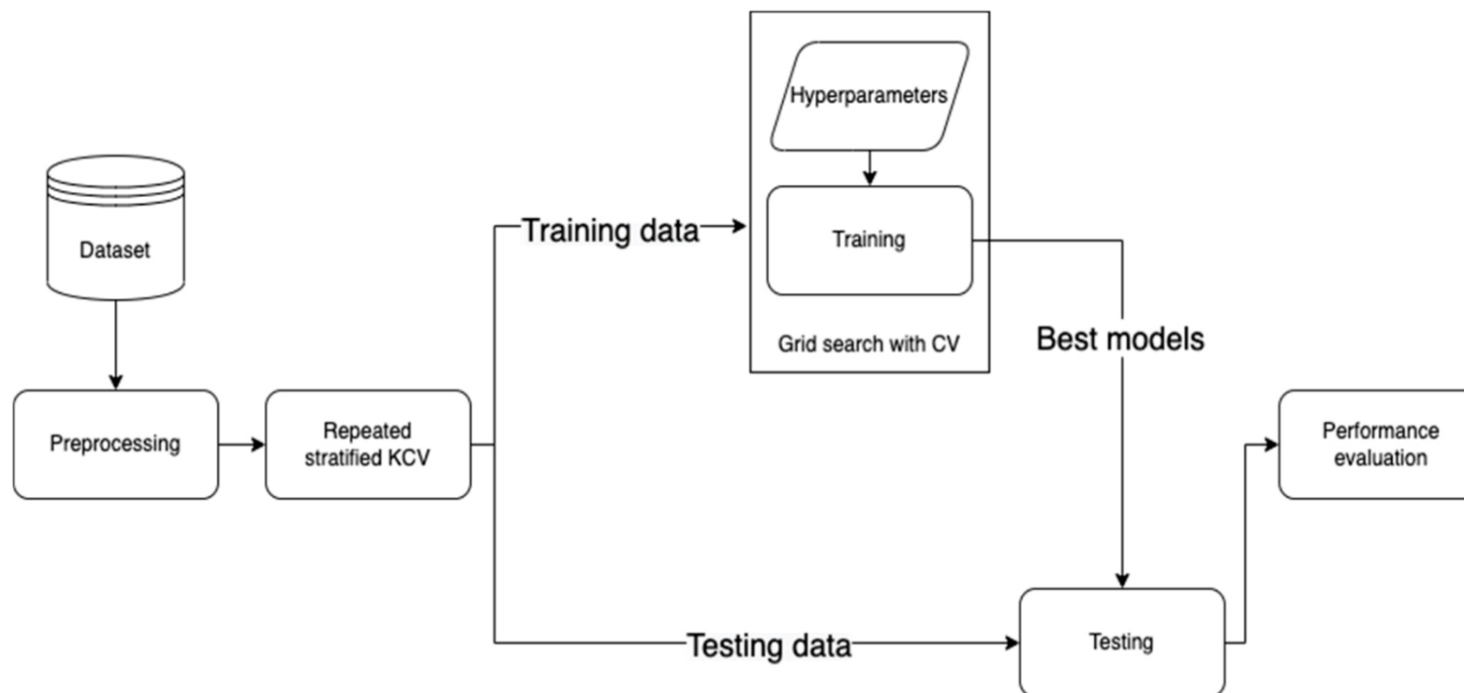 Hyperparameters
Dataset
Training data
Training
Grid search with CV
Best models
Preprocessing
Repeated
stratified KCV
Performance
evaluation
Testing data
Testing